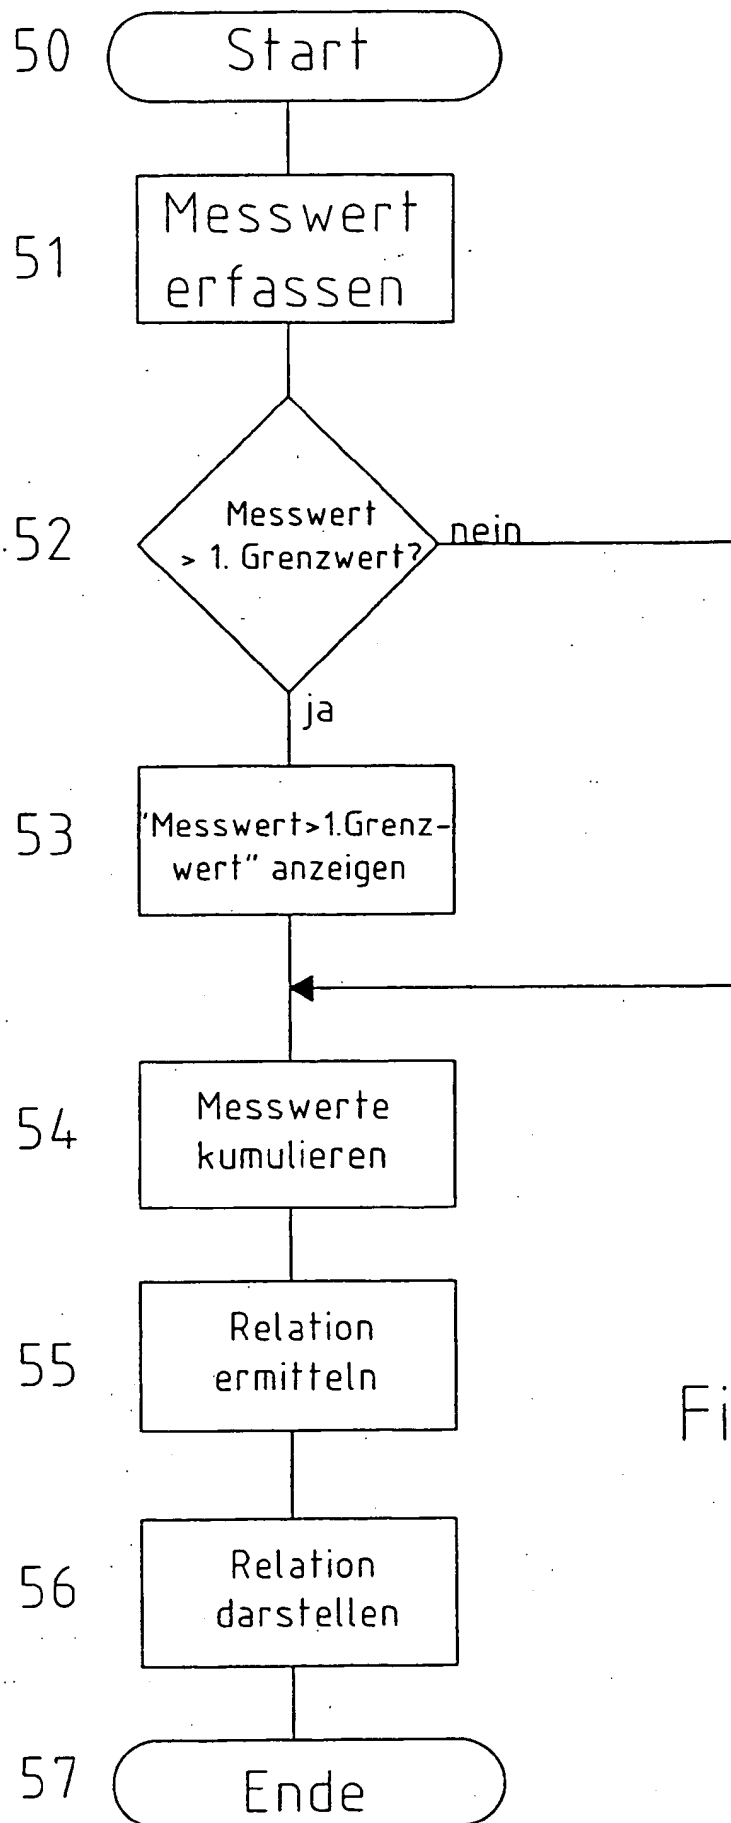 50 Start
51 Messwert
erfassen
52 Messwert
> 1. Grenzwert?
nein
ja
53 "Messwert>1.Grenz-
wert" anzeigen
54 Messwerte
kumulieren
55 Relation
ermitteln
Fi
56 Relation
darstellen
57 Ende